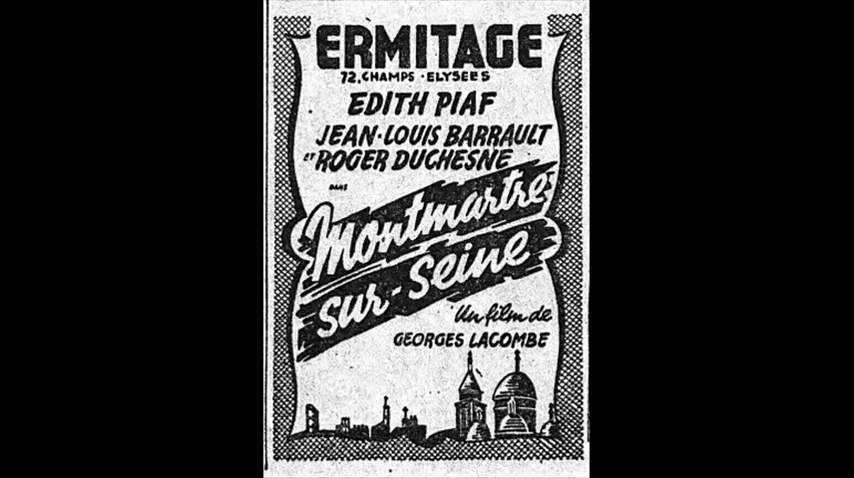 ERMITAGE
72, CHAMPS-ELYSEES
EDITH PIAF
JEAN-LOUIS BARRAULT
ET ROGER DUCHESNE
DANS
Montmartre
sur-Seine
Un film de
GEORGES LACOMBE